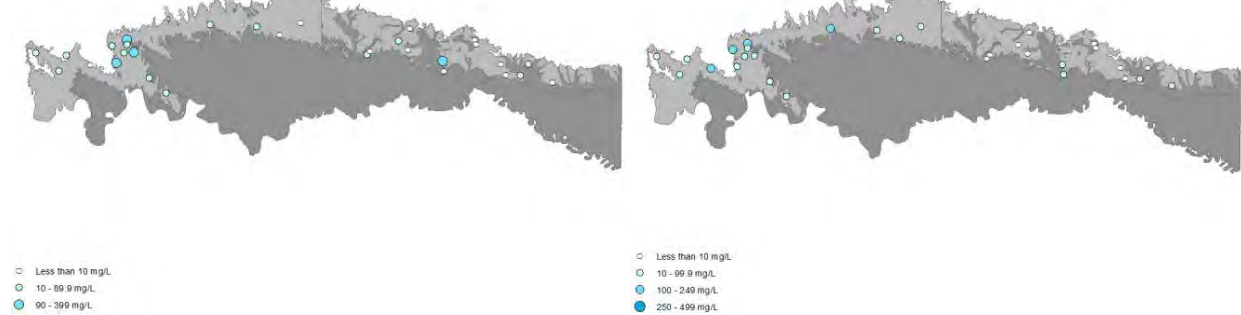 Less than 10 mg/L
10 - 89.9 mg/L
90 - 399 mg/L
Less than 10 mg/L
10 - 99.9 mg/L
100 - 249 mg/L
250 - 499 mg/L